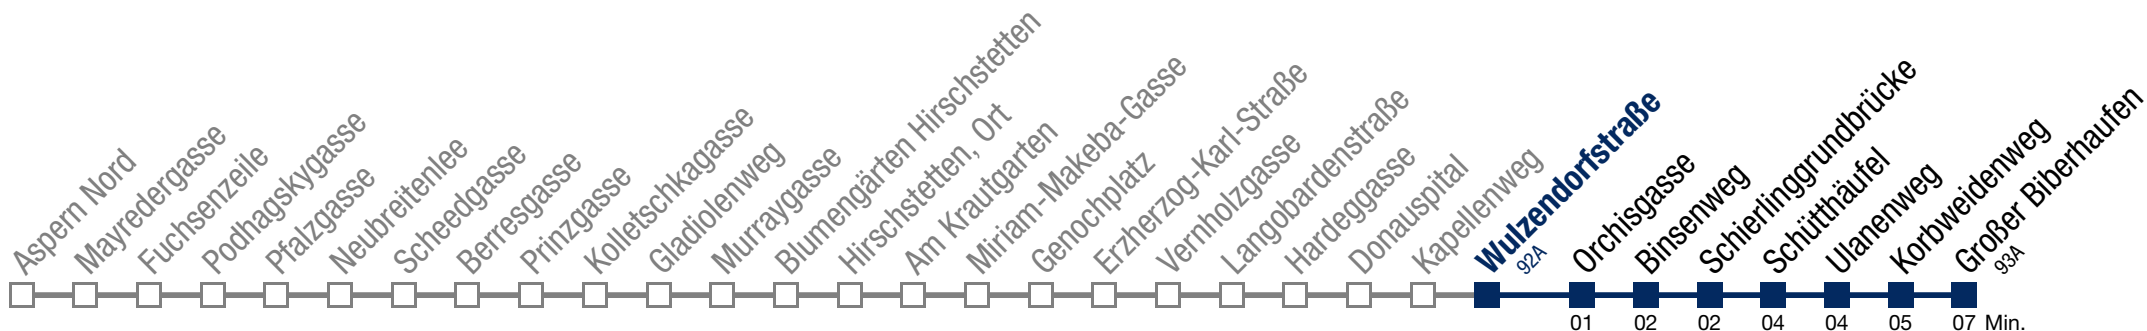 Aspern Nord
Mayredergasse
Fuchsenzeile
Podhagskygasse
Pfalzgasse
Neubreitenlee
Scheedgasse
Berresgasse
Prinzgasse
Kolletschkagasse
Gladiolenweg
Murraygasse
Blumengärten Hirschstetten
Hirschstetten, Ort
Am Krautgarten
Miriam-Makeba-Gasse
Genochplatz
Erzherzog-Karl-Straße
Vernholzgasse
Langobardenstraße
Hardeggasse
Donauspital
Kapellenweg
Wulzendorfstraße
92A
Orchisgasse
Binsenweg
Schierlinggrundbrücke
Schütthäufel
Ulanenweg
Korbweidenweg
Großer Biberhaufen
93A
01 02 02 04 04 05 07 Min.